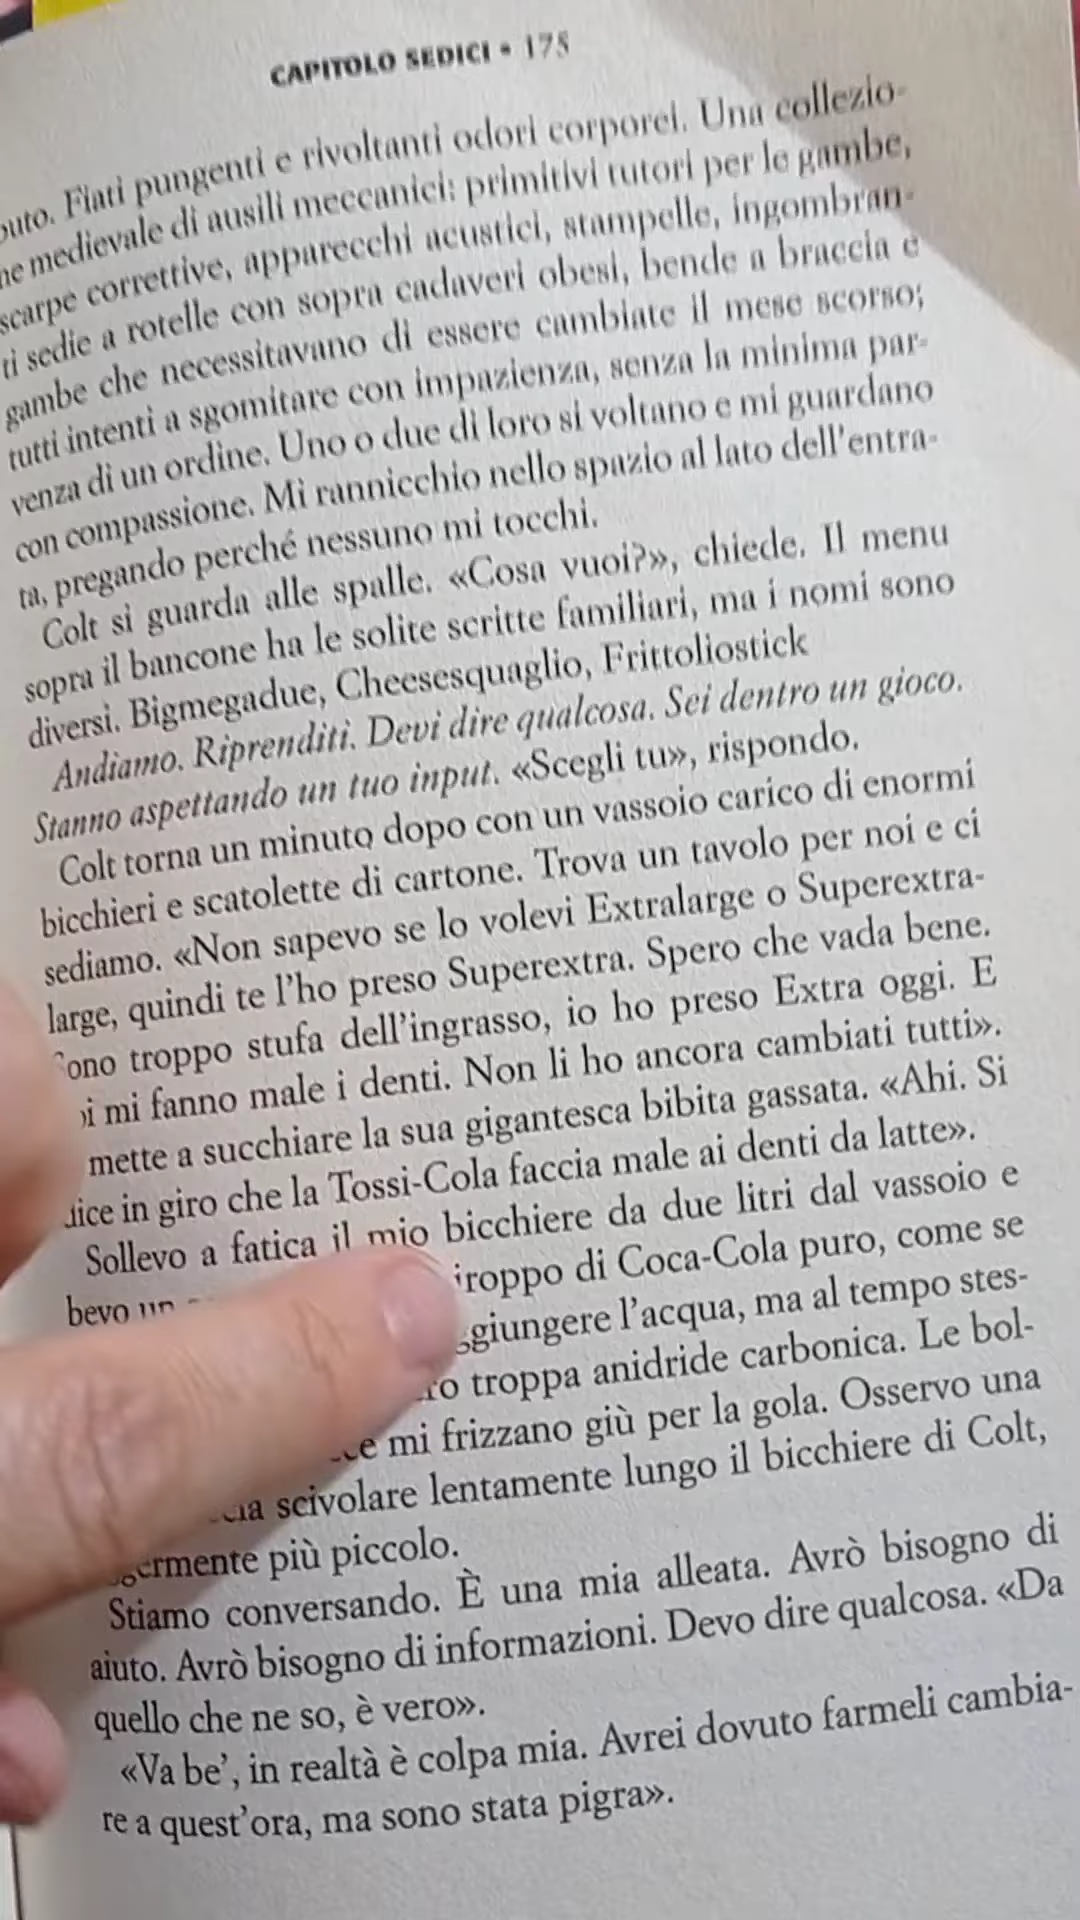 CAPITOLO SEDICI • 175
Fiati pungenti e rivoltanti odori corporei. Una collezio-
medievale di ausili meccanici: primitivi tutori per le gambe,
scarpe correttive, apparecchi acustici, stampelle, ingombran-
ti sedie a rotelle con sopra cadaveri obesi, bende a braccia e
gambe che necessitavano di essere cambiate il mese scorso;
tutti intenti a sgomitare con impazienza, senza la minima par-
venza di un ordine. Uno o due di loro si voltano e mi guardano
con compassione. Mi rannicchio nello spazio al lato dell'entra-
ta, pregando perché nessuno mi tocchi.
Colt si guarda alle spalle. «Cosa vuoi?», chiede. Il menu
sopra il bancone ha le solite scritte familiari, ma i nomi sono
diversi. Bigmegadue, Cheesesquaglio, Frittoliostick
Andiamo. Riprenditi. Devi dire qualcosa. Sei dentro un gioco.
Stanno aspettando un tuo input. «Scegli tu», rispondo.
Colt torna un minuto dopo con un vassoio carico di enormi
bicchieri e scatolette di cartone. Trova un tavolo per noi e ci
sediamo. «Non sapevo se lo volevi Extralarge o Superextra-
large, quindi te l'ho preso Superextra. Spero che vada bene.
troppo stufa dell'ingrasso, io ho preso Extra oggi. E
mi fanno male i denti. Non li ho ancora cambiati tutti».
mette a succhiare la sua gigantesca bibita gassata. «Ahi. Si
dice in giro che la Tossi-Cola faccia male ai denti da latte».
Sollevo a fatica il mio bicchiere da due litri dal vassoio e
bevo un
di Coca-Cola puro, come se
l'acqua, ma al tempo stes-
troppa anidride carbonica. Le bol-
mi frizzano giù per la gola. Osservo una
scivolare lentamente lungo il bicchiere di Colt,
più piccolo.
Stiamo conversando. È una mia alleata. Avrò bisogno di
aiuto. Avrò bisogno di informazioni. Devo dire qualcosa. «Da
quello che ne so, è vero».
«Va be', in realtà è colpa mia. Avrei dovuto farmeli cambia-
re a quest'ora, ma sono stata pigra».